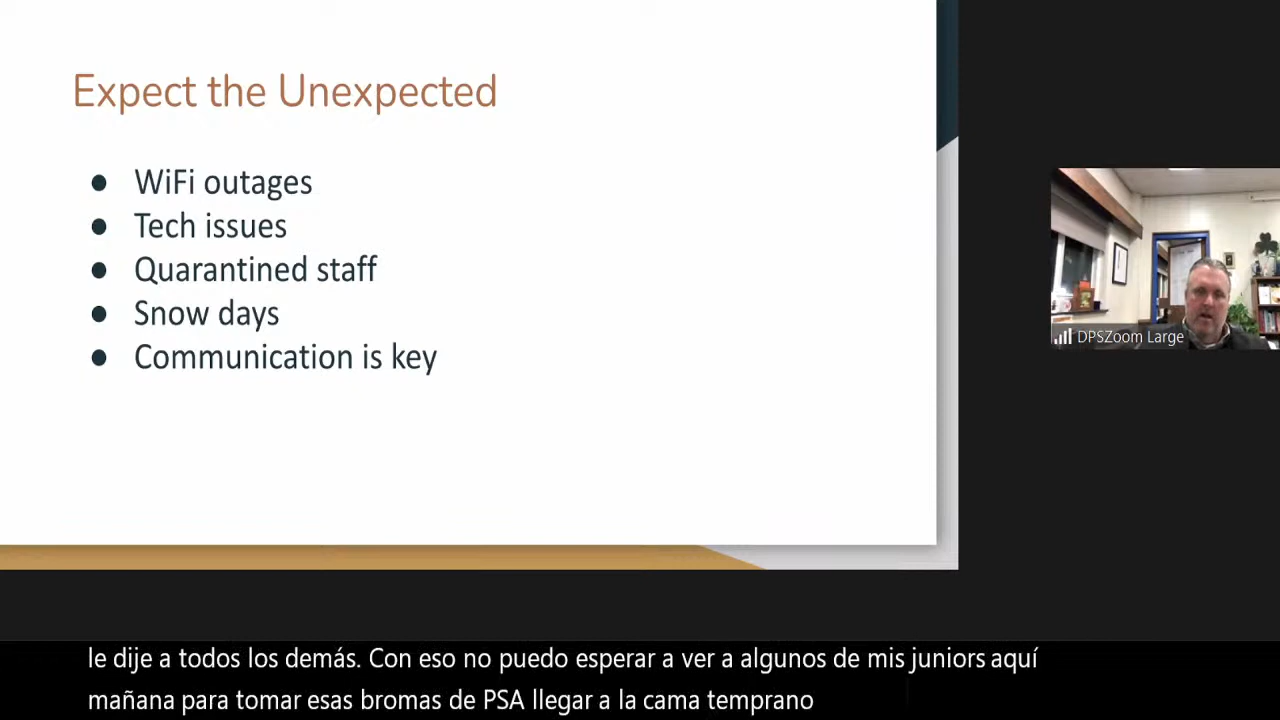 Expect the Unexpected
● WiFi outages
● Tech issues
● Quarantined staff
● Snow days
● Communication is key
DPSZoom Large
le dije a todos los demás. Con eso no puedo esperar a ver a algunos de mis juniors aquí
mañana para tomar esas bromas de PSA llegar a la cama temprano